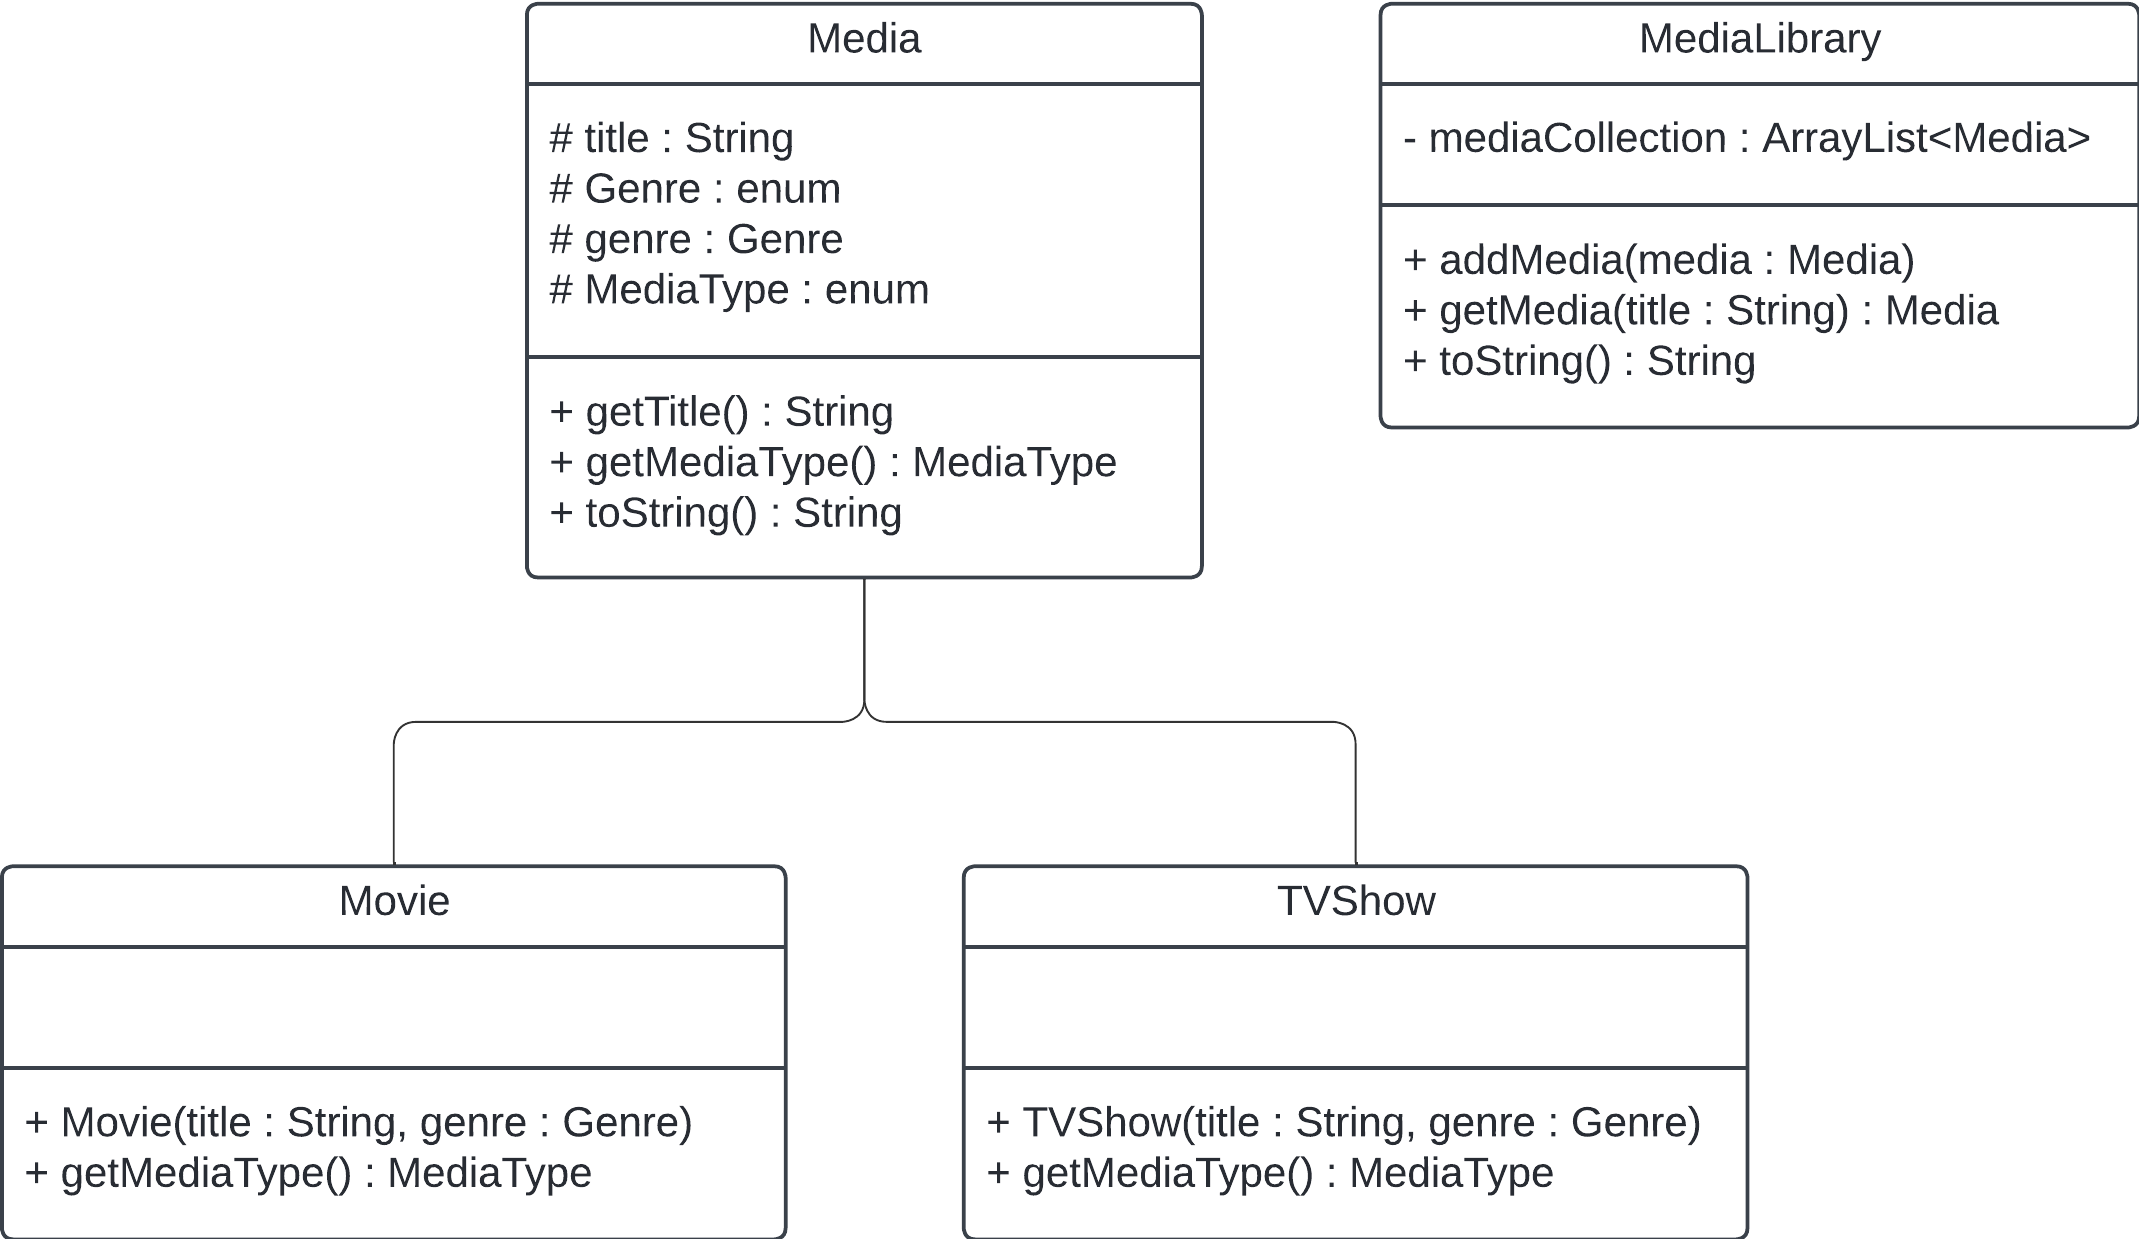 Media
# title : String
# Genre : enum
# genre : Genre
# MediaType : enum
+ getTitle() : String
+ getMediaType() : MediaType
+ toString() : String
MediaLibrary
- mediaCollection : ArrayList<Media>
+ addMedia(media : Media)
+ getMedia(title : String) : Media
+ toString() : String
Movie
+ Movie(title : String, genre : Genre)
+ getMediaType() : MediaType
TVShow
+ TVShow(title : String, genre : Genre)
+ getMediaType() : MediaType